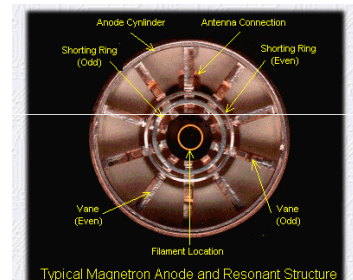 Anode Cynlinder
Antenna Connection
Shorting Ring
(Odd)
Shorting Ring
(Even)
Vane
(Even)
Vane
(Odd)
Filament Location
Typical Magnetron Anode and Resonant Structure